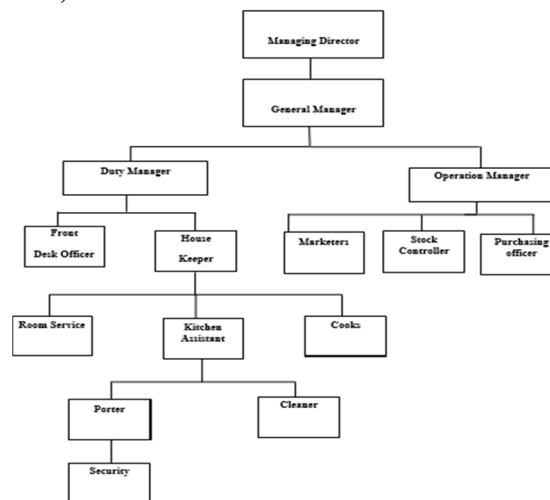 Managing Director
General Manager
Duty Manager
Operation Manager
Front
Desk Officer
House
Keeper
Marketers
Stock
Controller
Purchasing
officer
Room Service
Kitchen
Assistant
Cooks
Porter
Cleaner
Security